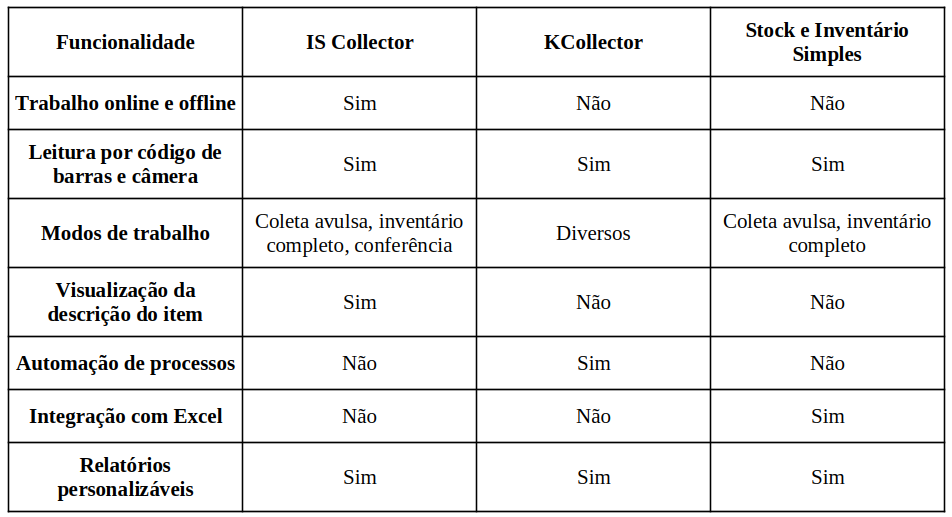 Funcionalidade
IS Collector
KCollector
Stock e Inventário
Simples
Trabalho online e offline
Sim
Não
Não
Leitura por código de
barras e câmera
Sim
Sim
Sim
Modos de trabalho
Coleta avulsa, inventário
completo, conferência
Diversos
Coleta avulsa, inventário
completo
Visualização da
descrição do item
Sim
Não
Não
Automação de processos
Não
Sim
Não
Integração com Excel
Não
Não
Sim
Relatórios
personalizáveis
Sim
Sim
Sim